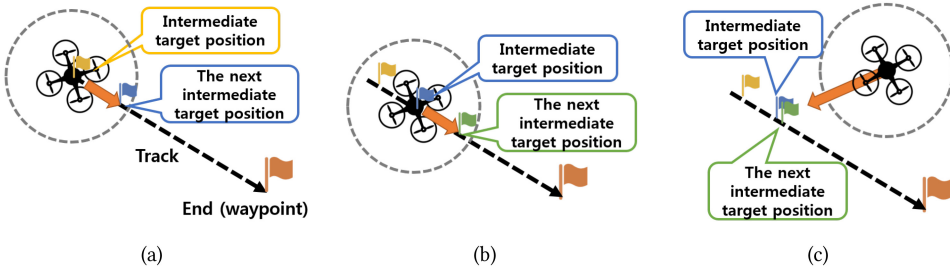 Intermediate
target position
The next
intermediate
target position
Track
End (waypoint)
(a)
Intermediate
target position
The next
intermediate
target position
(b)
Intermediate
target position
The next
intermediate
target position
(c)